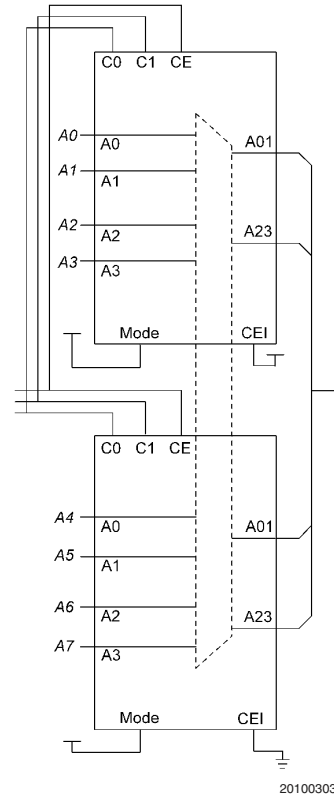 C0 C1 CE
A0 A0 A01
A1 A1
A2 A2 A23
A3 A3
Mode CEI
C0 C1 CE
A4 A0 A01
A5 A1
A6 A2 A23
A7 A3
Mode CEI
20100303